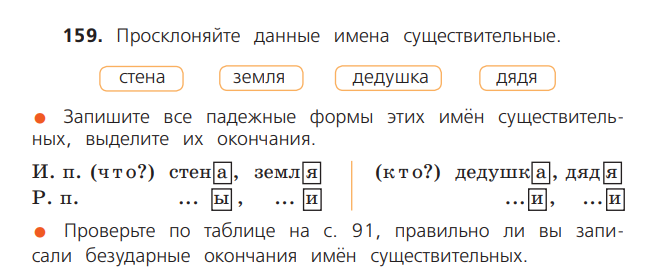 159. Просклоняйте данные имена существительные.
стена земля дедушка дядя
• Запишите все падежные формы этих имён существитель-
ных, выделите их окончания.
И. п. (что?) стена, земля (кто?) дедушка, дядя
Р. п. ... ы, ... и ... и, ... и
• Проверьте по таблице на с. 91, правильно ли вы запи-
сали безударные окончания имён существительных.